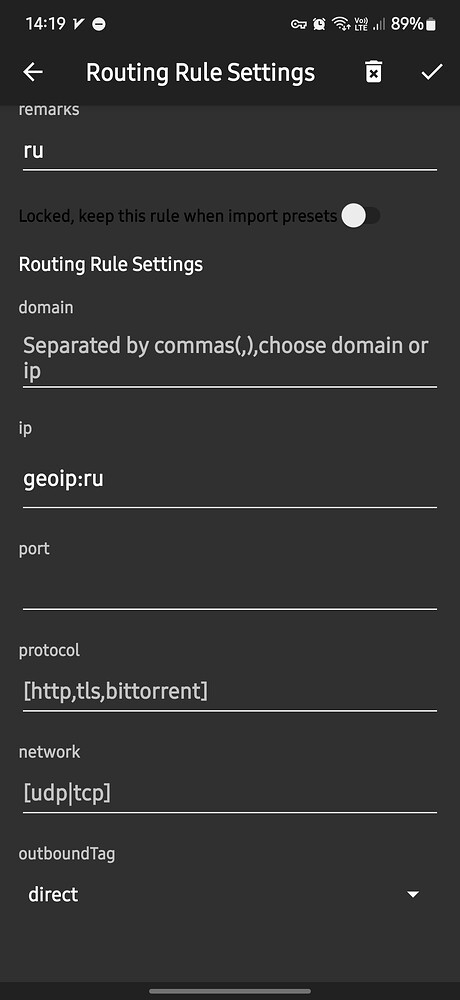 14:19 Vo)) LTE 89%
Routing Rule Settings
remarks
ru
Locked, keep this rule when import presets
Routing Rule Settings
domain
Separated by commas(,),choose domain or
ip
ip
geoip:ru
port
protocol
[http,tls,bittorrent]
network
[udp|tcp]
outboundTag
direct